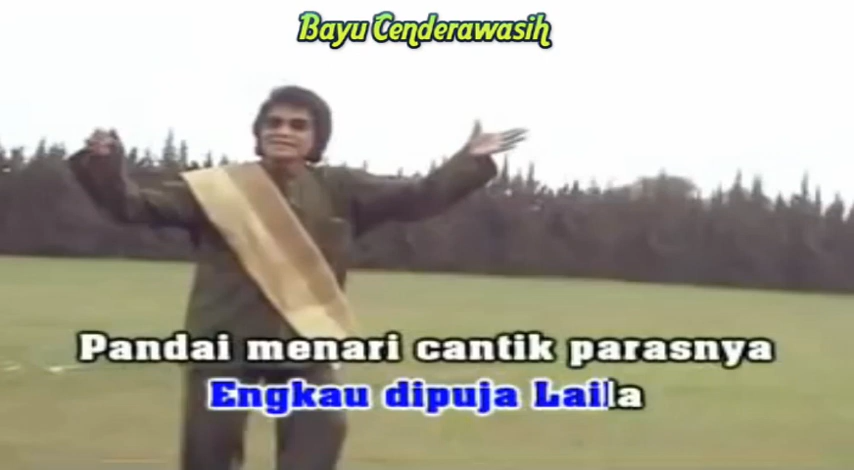 Bayu Cenderawasih
Pandai menari cantik parasnya
Engkau dipuja Laila